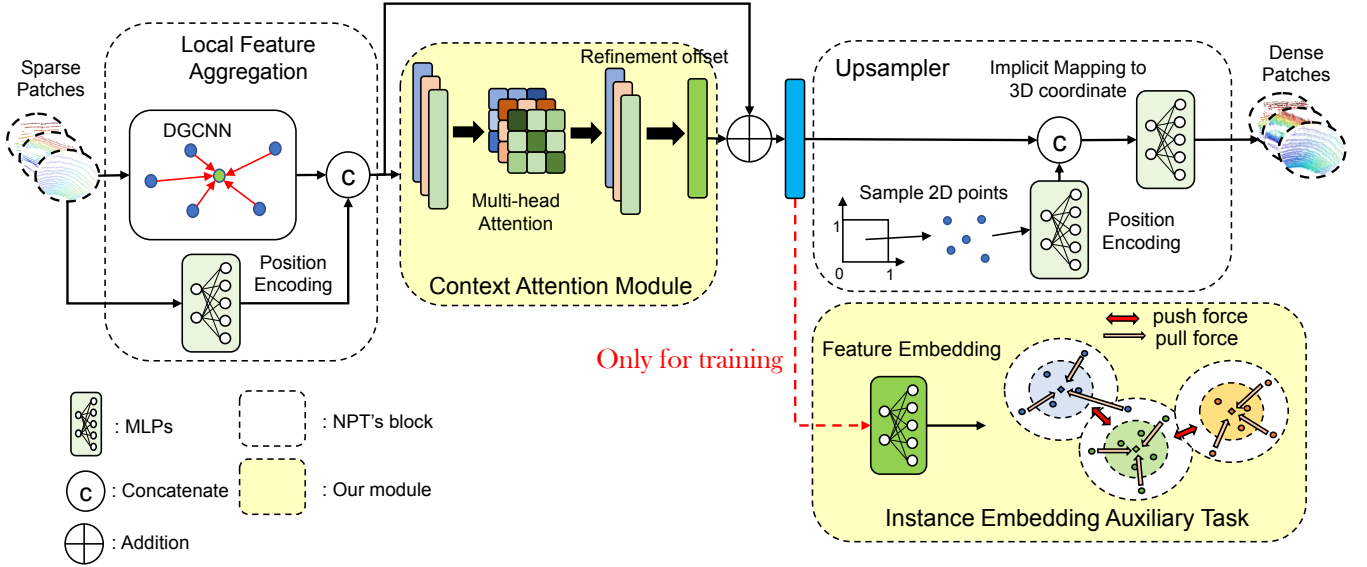 Sparse
Patches
Local Feature
Aggregation
DGCNN
c
Position
Encoding
Refinement offset
Multi-head
Attention
Context Attention Module
Upsampler
Implicit Mapping to
3D coordinate
c
Sample 2D points
1
0
1
Position
Encoding
Dense
Patches
Only for training
Feature Embedding
push force
pull force
Instance Embedding Auxiliary Task
: MLPs
: NPT's block
c
: Concatenate
: Our module
: Addition